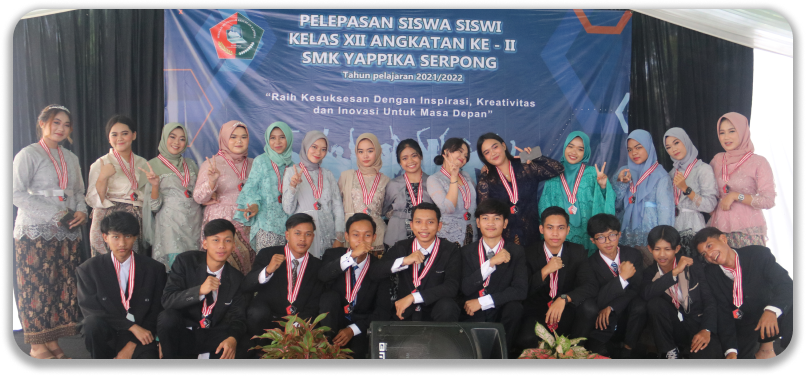 PELEPASAN SISWA SISWI
KELAS XII ANGKATAN KE - II
SMK YAPPIKA SERPONG
Tahun pelajaran 2021/2022
"Raih Kesuksesan Dengan Inspirasi, Kreativitas
dan Inovasi Untuk Masa Depan"